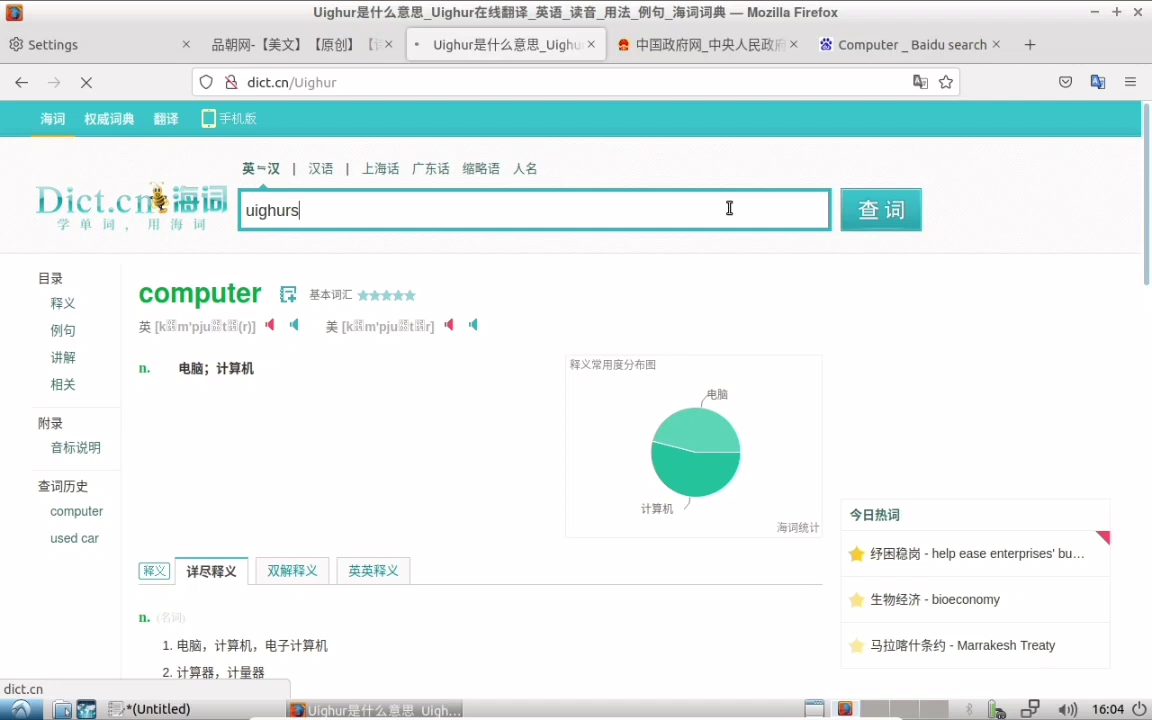 Uighur是什么意思_Uighur在线翻译_英语_读音_用法_例句_海词词典 — Mozilla Firefox
Settings
品朝网-【美文】【原创】
Uighur是什么意思_Uighu
中国政府网_中央人民政府
Computer _ Baidu search
dict.cn/Uighur
海词 权威词典 翻译 手机版
英 汉 | 汉语 | 上海话 广东话 缩略语 人名
Dict.cn 海词
学单词，用海词
uighurs
查词
目录
释义
例句
讲解
相关
附录
音标说明
查词历史
computer
used car
computer
基本词汇
英
美
n. 电脑；计算机
释义常用度分布图
电脑
计算机
海词统计
释义 详尽释义 双解释义 英英释义
n. (名词)
1. 电脑，计算机，电子计算机
2. 计算器，计量器
今日热词
纾困稳岗 - help ease enterprises' bu…
生物经济 - bioeconomy
马拉喀什条约 - Marrakesh Treaty
dict.cn
*(Untitled)
Uighur是什么意思_Uigh...
16:04